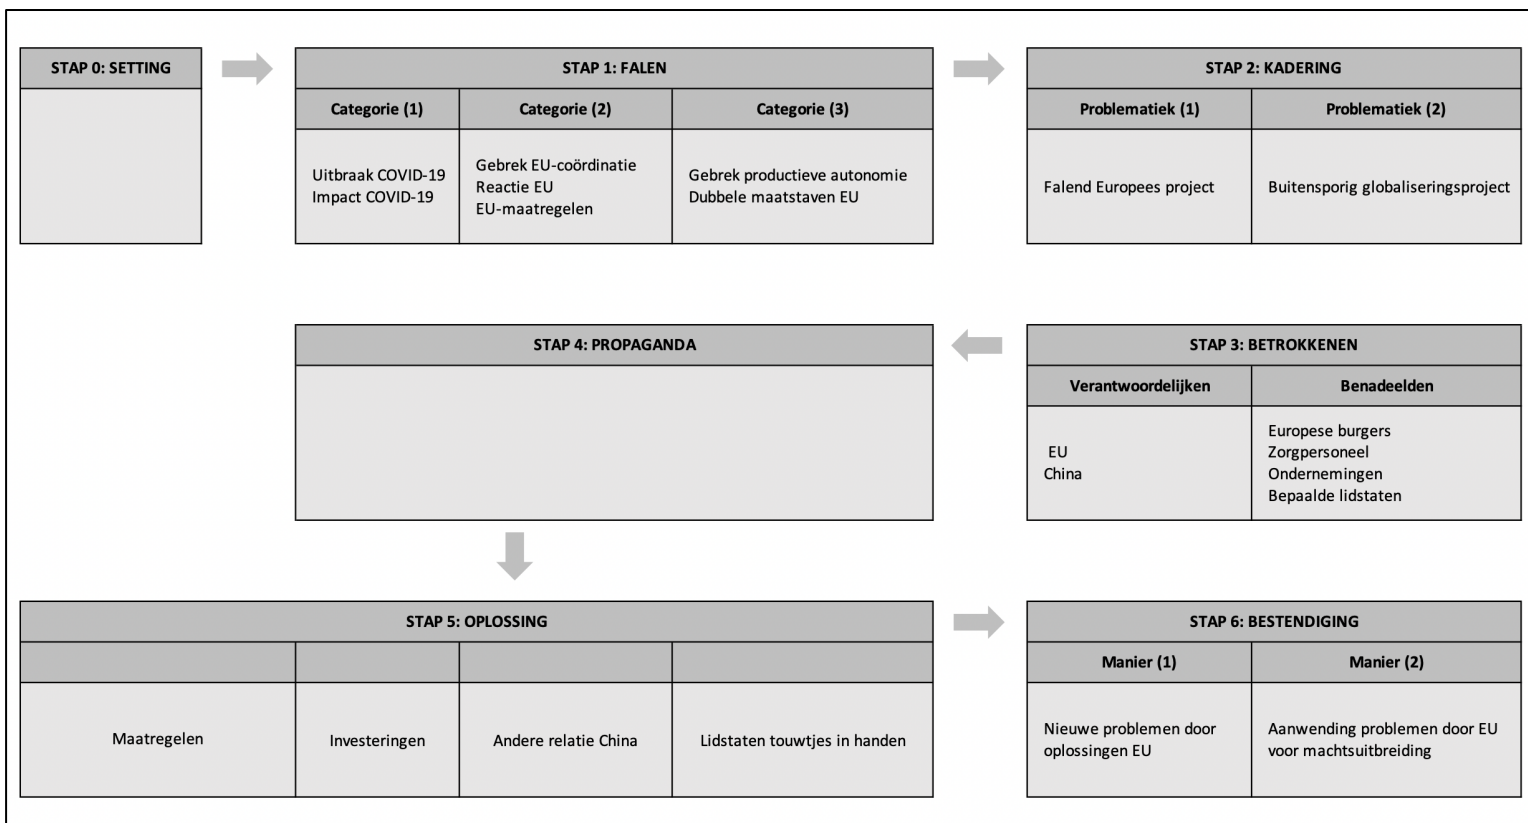 STAP 0: SETTING
STAP 1: FALEN
Categorie (1)
Categorie (2)
Categorie (3)
Uitbraak COVID-19
Impact COVID-19
Gebrek EU-coördinatie
Reactie EU
EU-maatregelen
Gebrek productieve autonomie
Dubbele maatstaven EU
STAP 2: KADERING
Problematiek (1)
Problematiek (2)
Falend Europees project
Buitensporig globaliseringsproject
STAP 3: BETROKKENEN
Verantwoordelijken
Benadeelden
EU
China
Europese burgers
Zorgpersoneel
Ondernemingen
Bepaalde lidstaten
STAP 4: PROPAGANDA
STAP 5: OPLOSSING
Maatregelen
Investeringen
Andere relatie China
Lidstaten touwtjes in handen
STAP 6: BESTENDIGING
Manier (1)
Manier (2)
Nieuwe problemen door
oplossingen EU
Aanwending problemen door EU
voor machtsuitbreiding